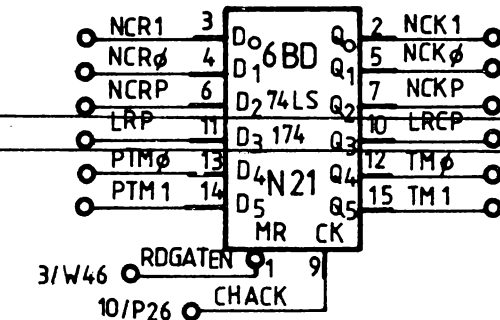 NCR1 3 D0 6BD Q0 2 NCK1
NCRø 4 D1 Q1 5 NCKø
NCRP 6 D2 74LS Q2 7 NCKP
LRP 11 D3 174 Q3 10 LRCP
PTMø 13 D4 N21 Q4 12 TMø
PTM1 14 D5 Q5 15 TM1
MR CK
RDGATEN 1 9
3/W46
CHACK
10/P26